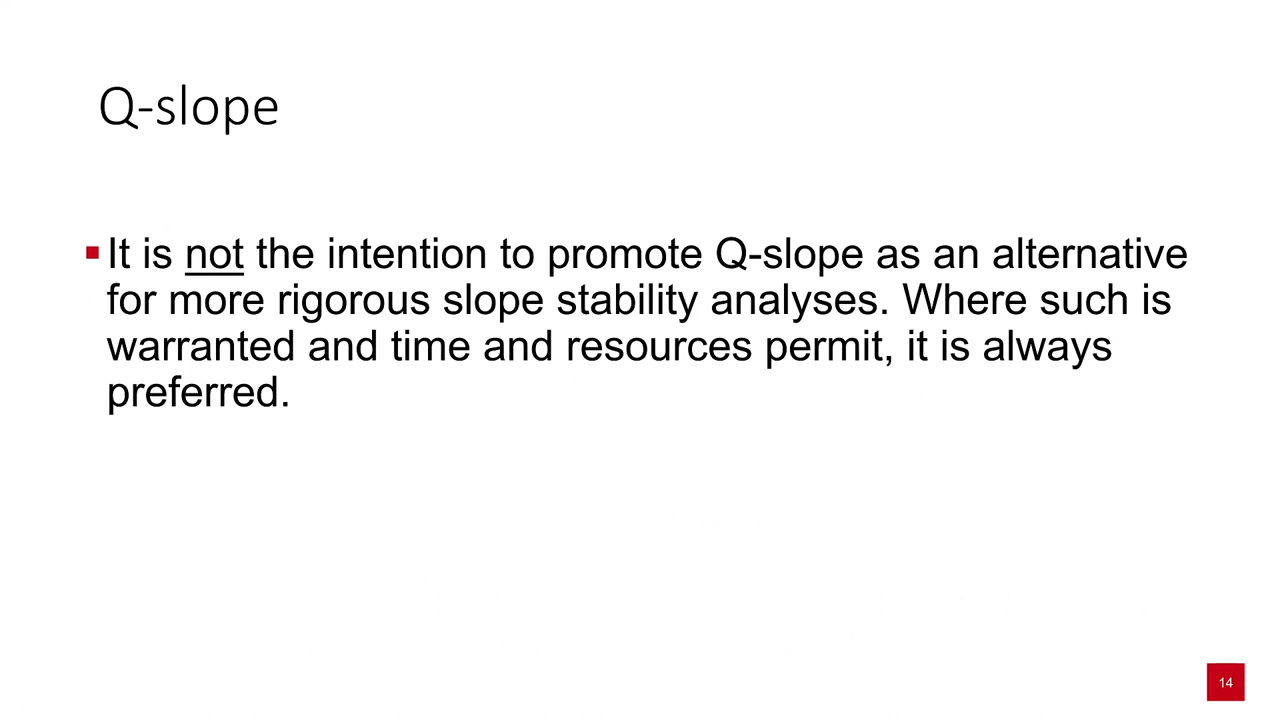 Q-slope
It is not the intention to promote Q-slope as an alternative
for more rigorous slope stability analyses. Where such is
warranted and time and resources permit, it is always
preferred.
14